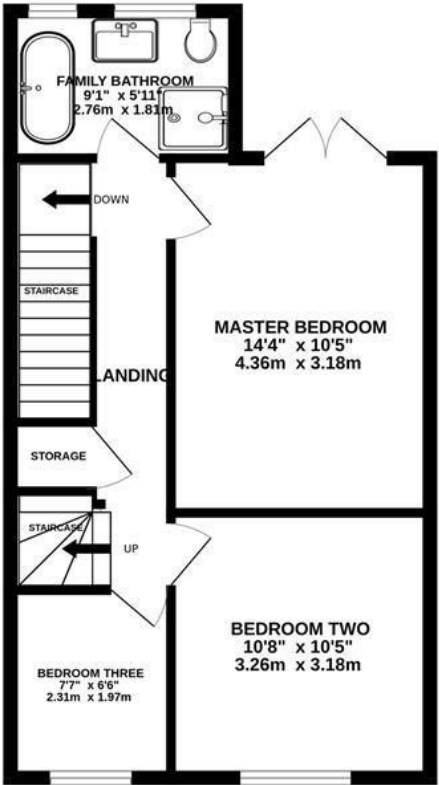 FAMILY BATHROOM
9'1" x 5'11"
2.76m x 1.81m
DOWN
STAIRCASE
MASTER BEDROOM
14'4" x 10'5"
4.36m x 3.18m
LANDING
STORAGE
STAIRCASE
UP
BEDROOM TWO
10'8" x 10'5"
3.26m x 3.18m
BEDROOM THREE
7'7" x 6'6"
2.31m x 1.97m